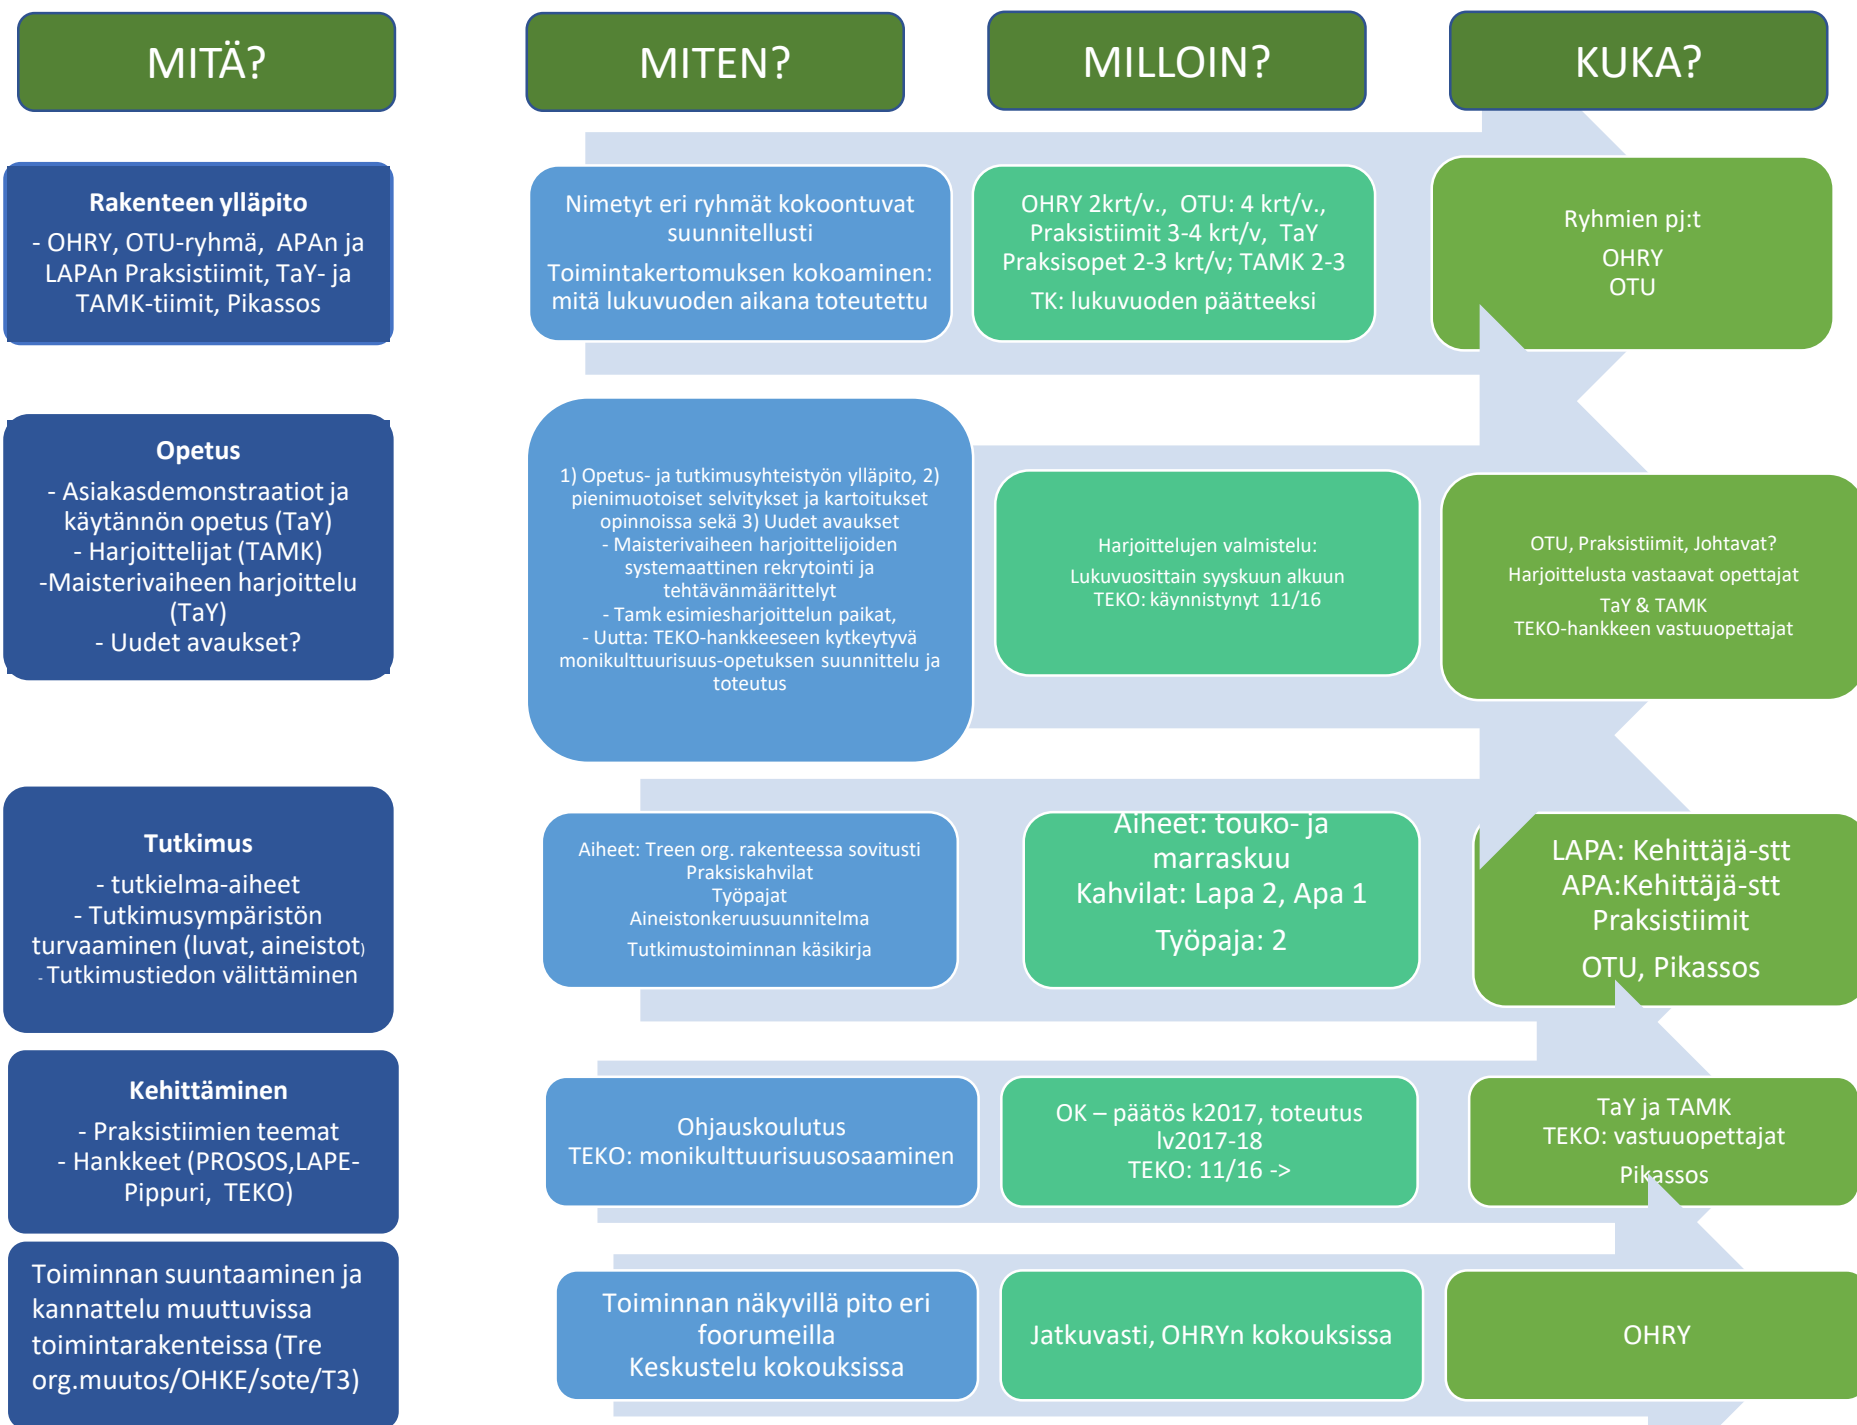 MITÄ?
MITEN?
MILLOIN?
KUKA?
Rakenteen ylläpito
- OHRY, OTU-ryhmä, APAn ja
LAPAn Praksistiimit, TaY- ja
TAMK-tiimit, Pikassos
Nimetyt eri ryhmät kokoontuvat
suunnitellusti
Toimintakertomuksen kokoaminen:
mitä lukuvuoden aikana toteutettu
OHRY 2krt/v., OTU: 4 krt/v.,
Praksistiimit 3-4 krt/v, TaY
Praksisopet 2-3 krt/v; TAMK 2-3
TK: lukuvuoden päätteeksi
Ryhmien pj:t
OHRY
OTU
Opetus
- Asiakasdemonstraatiot ja
käytännön opetus (TaY)
- Harjoittelijat (TAMK)
-Maisterivaiheen harjoittelu
(TaY)
- Uudet avaukset?
1) Opetus- ja tutkimusyhteistyön ylläpito, 2)
pienimuotoiset selvitykset ja kartoitukset
opinnoissa sekä 3) Uudet avaukset
- Maisterivaiheen harjoittelijoiden
systemaattinen rekrytointi ja
tehtävänmäärittelyt
- Tamk esimiesharjoittelun paikat,
- Uutta: TEKO-hankkeeseen kytkeytyvä
monikulttuurisuus-opetuksen suunnittelu ja
toteutus
Harjoittelujen valmistelu:
Lukuvuosittain syyskuun alkuun
TEKO: käynnistynyt 11/16
OTU, Praksistiimit, Johtavat?
Harjoittelusta vastaavat opettajat
TaY & TAMK
TEKO-hankkeen vastuuopettajat
Tutkimus
- tutkielma-aiheet
- Tutkimusympäristön
turvaaminen (luvat, aineistot)
- Tutkimustiedon välittäminen
Aiheet: Treen org. rakenteessa sovitusti
Praksiskahvilat
Työpajat
Aineistonkeruusuunnitelma
Tutkimustoiminnan käsikirja
Aiheet: touko- ja
marraskuu
Kahvilat: Lapa 2, Apa 1
Työpaja: 2
LAPA: Kehittäjä-stt
APA:Kehittäjä-stt
Praksistiimit
OTU, Pikassos
Kehittäminen
- Praksistiimien teemat
- Hankkeet (PROSOS,LAPE-
Pippuri, TEKO)
Ohjauskoulutus
TEKO: monikulttuurisuusosaaminen
OK – päätös k2017, toteutus
lv2017-18
TEKO: 11/16 ->
TaY ja TAMK
TEKO: vastuuopettajat
Pikassos
Toiminnan suuntaaminen ja
kannattelu muuttuvissa
toimintarakenteissa (Tre
org.muutos/OHKE/sote/T3)
Toiminnan näkyvillä pito eri
foorumeilla
Keskustelu kokouksissa
Jatkuvasti, OHRYn kokouksissa
OHRY